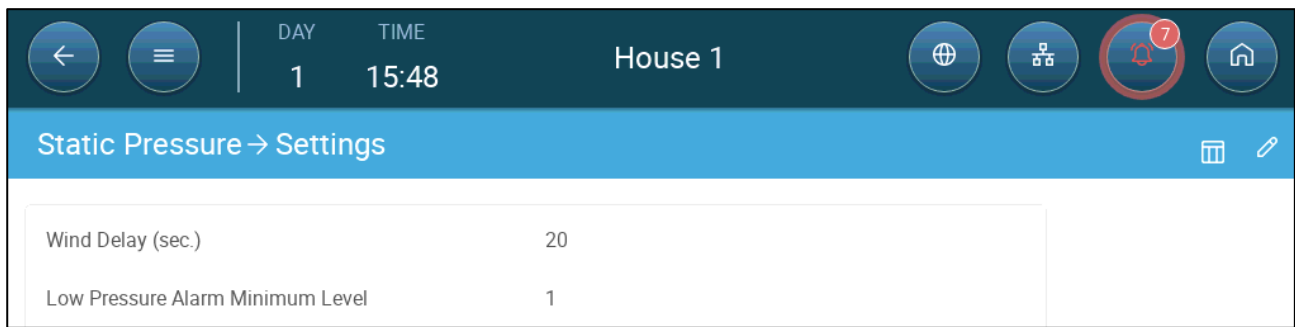 DAY TIME
1 15:48
House 1
7
Static Pressure → Settings
Wind Delay (sec.) 20
Low Pressure Alarm Minimum Level 1